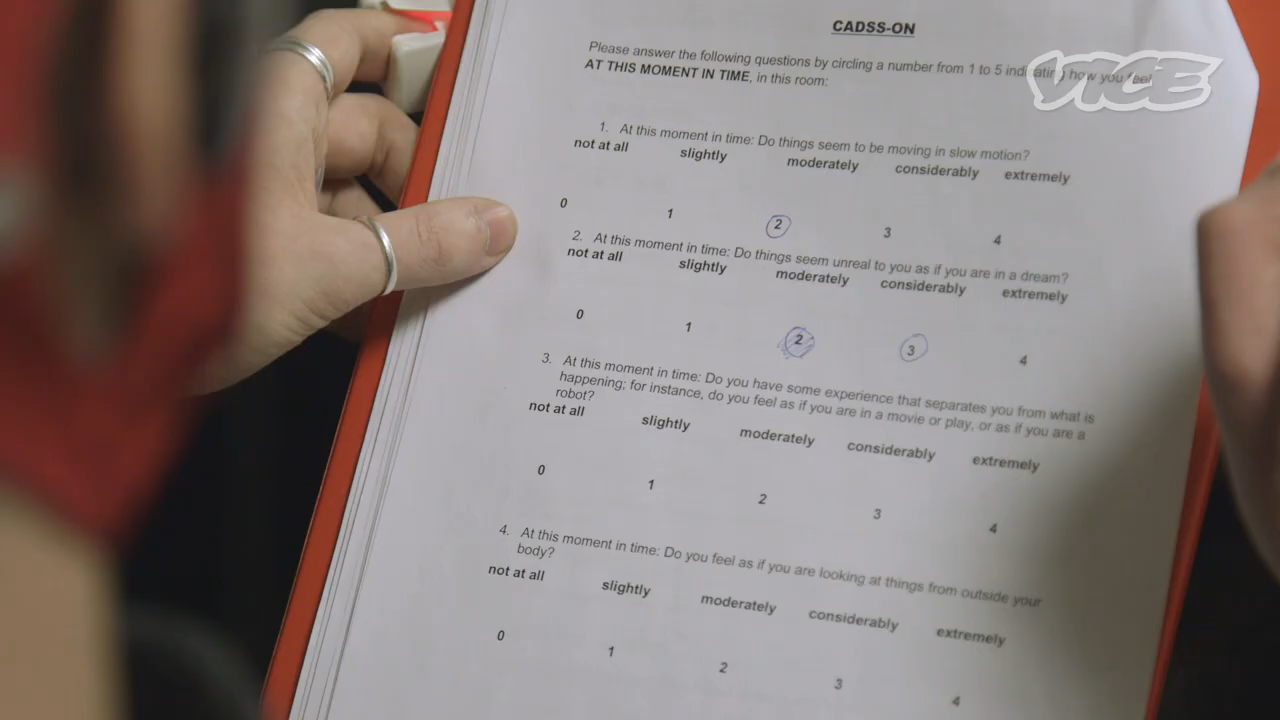 CADSS-ON
Please answer the following questions by circling a number from 1 to 5 indicating how you feel
AT THIS MOMENT IN TIME, in this room:
VICE
1. At this moment in time: Do things seem to be moving in slow motion?
not at all slightly moderately considerably extremely
0 1 2 3 4
2. At this moment in time: Do things seem unreal to you as if you are in a dream?
not at all slightly moderately considerably extremely
0 1 2 3 4
3. At this moment in time: Do you have some experience that separates you from what is
happening; for instance, do you feel as if you are in a movie or play, or as if you are a
robot?
not at all slightly moderately considerably extremely
0 1 2 3 4
4. At this moment in time: Do you feel as if you are looking at things from outside your
body?
not at all slightly moderately considerably extremely
0 1 2 3 4